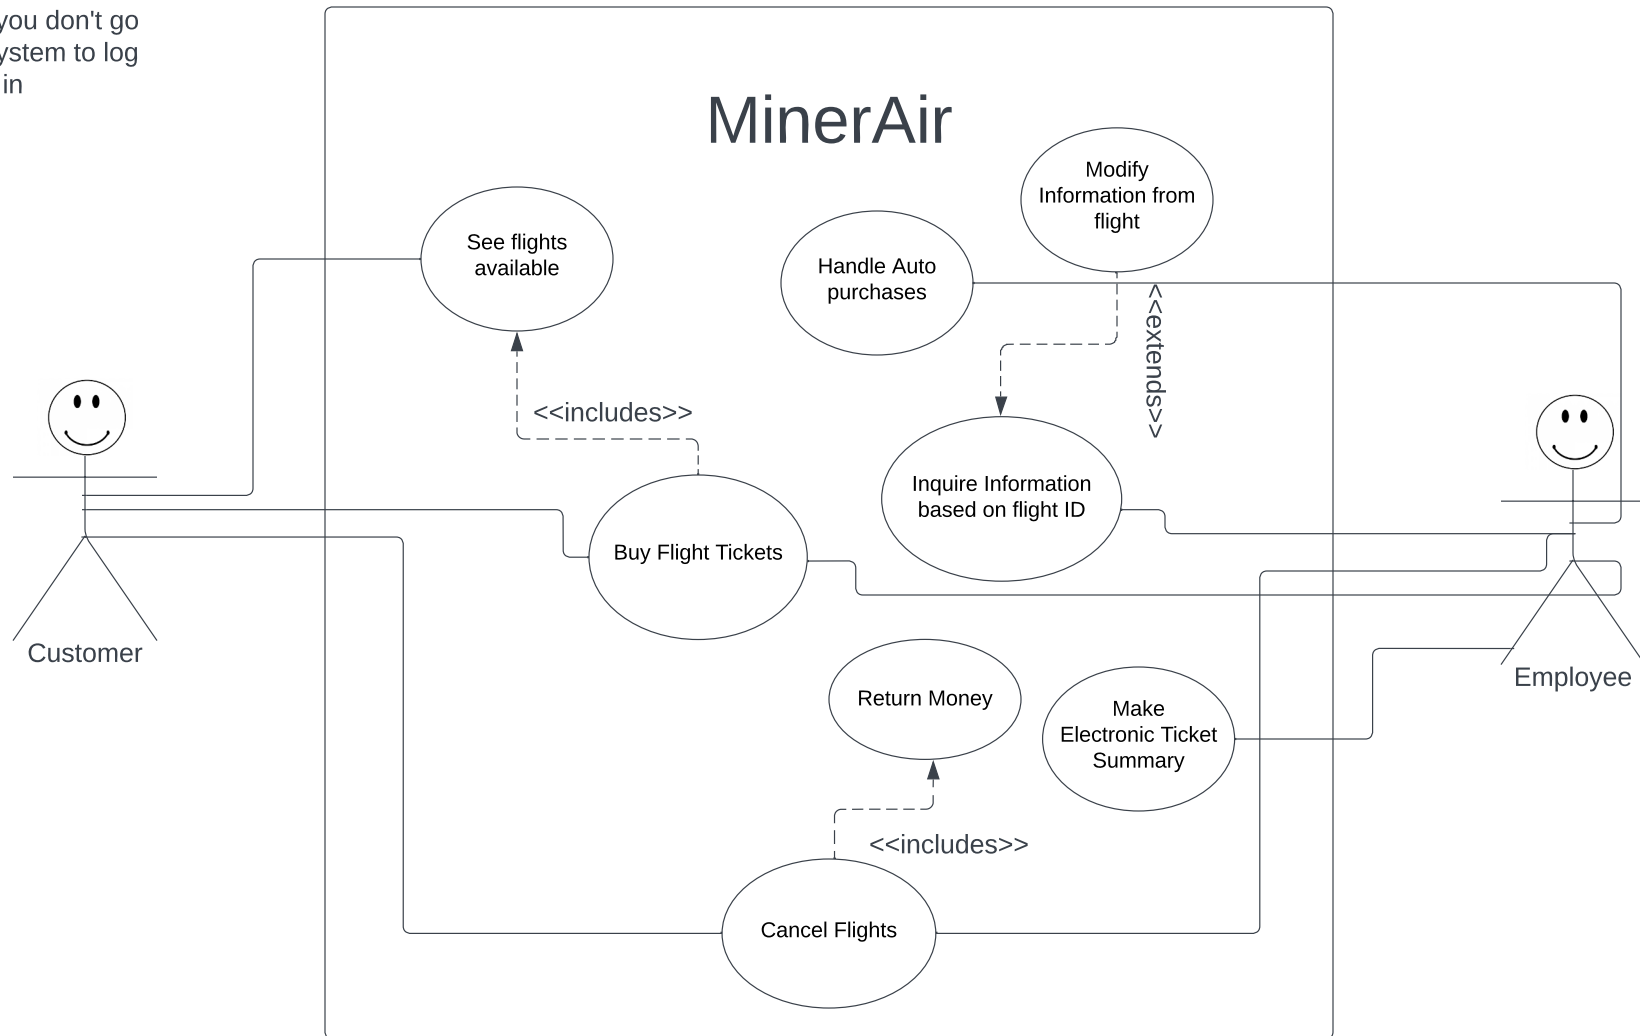 you don't go
ystem to log
in
MinerAir
Modify
Information from
flight
See flights
available
Handle Auto
purchases
<<extends>>
<<includes>>
Inquire Information
based on flight ID
Buy Flight Tickets
Customer
Employee
Return Money
Make
Electronic Ticket
Summary
<<includes>>
Cancel Flights